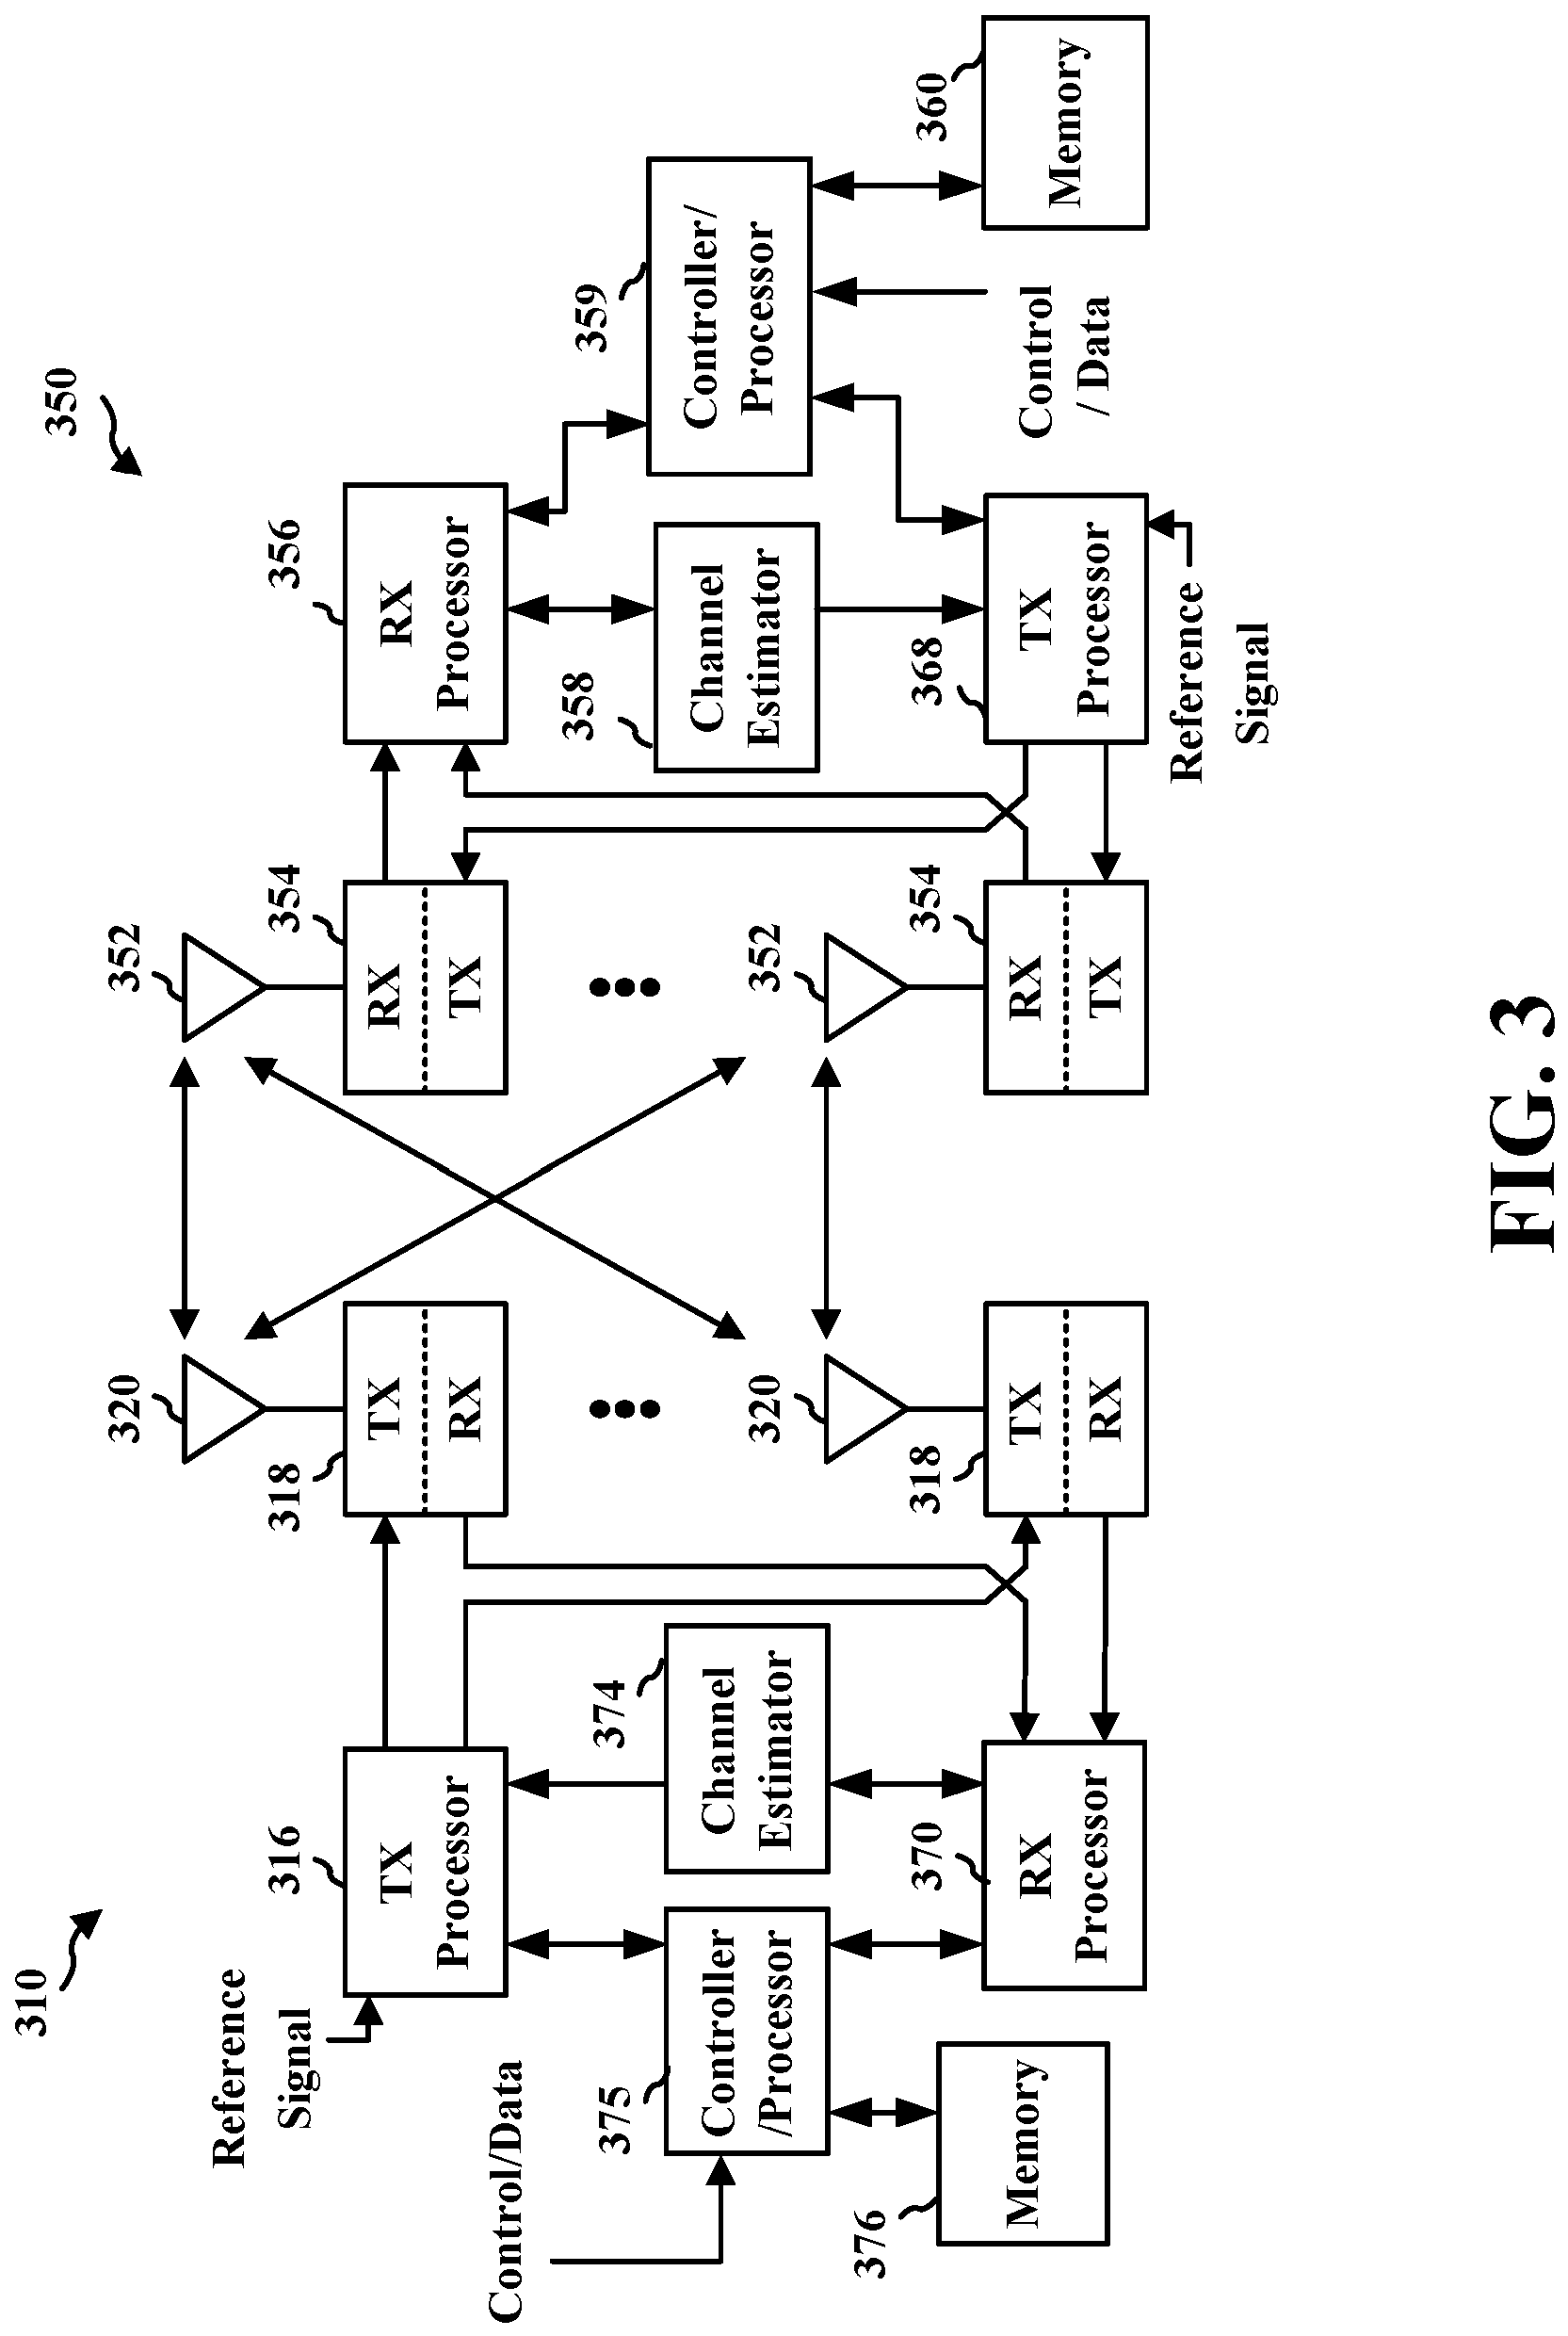 310
350
320
352
Reference
Signal
316
TX
Processor
318
TX
RX
354
RX
TX
356
RX
Processor
Control/Data
375
Controller
/Processor
374
Channel
Estimator
320
352
358
Channel
Estimator
359
Controller/
Processor
376
Memory
370
RX
Processor
318
TX
RX
354
RX
TX
368
TX
Processor
Control
/ Data
360
Memory
Reference
Signal
FIG. 3